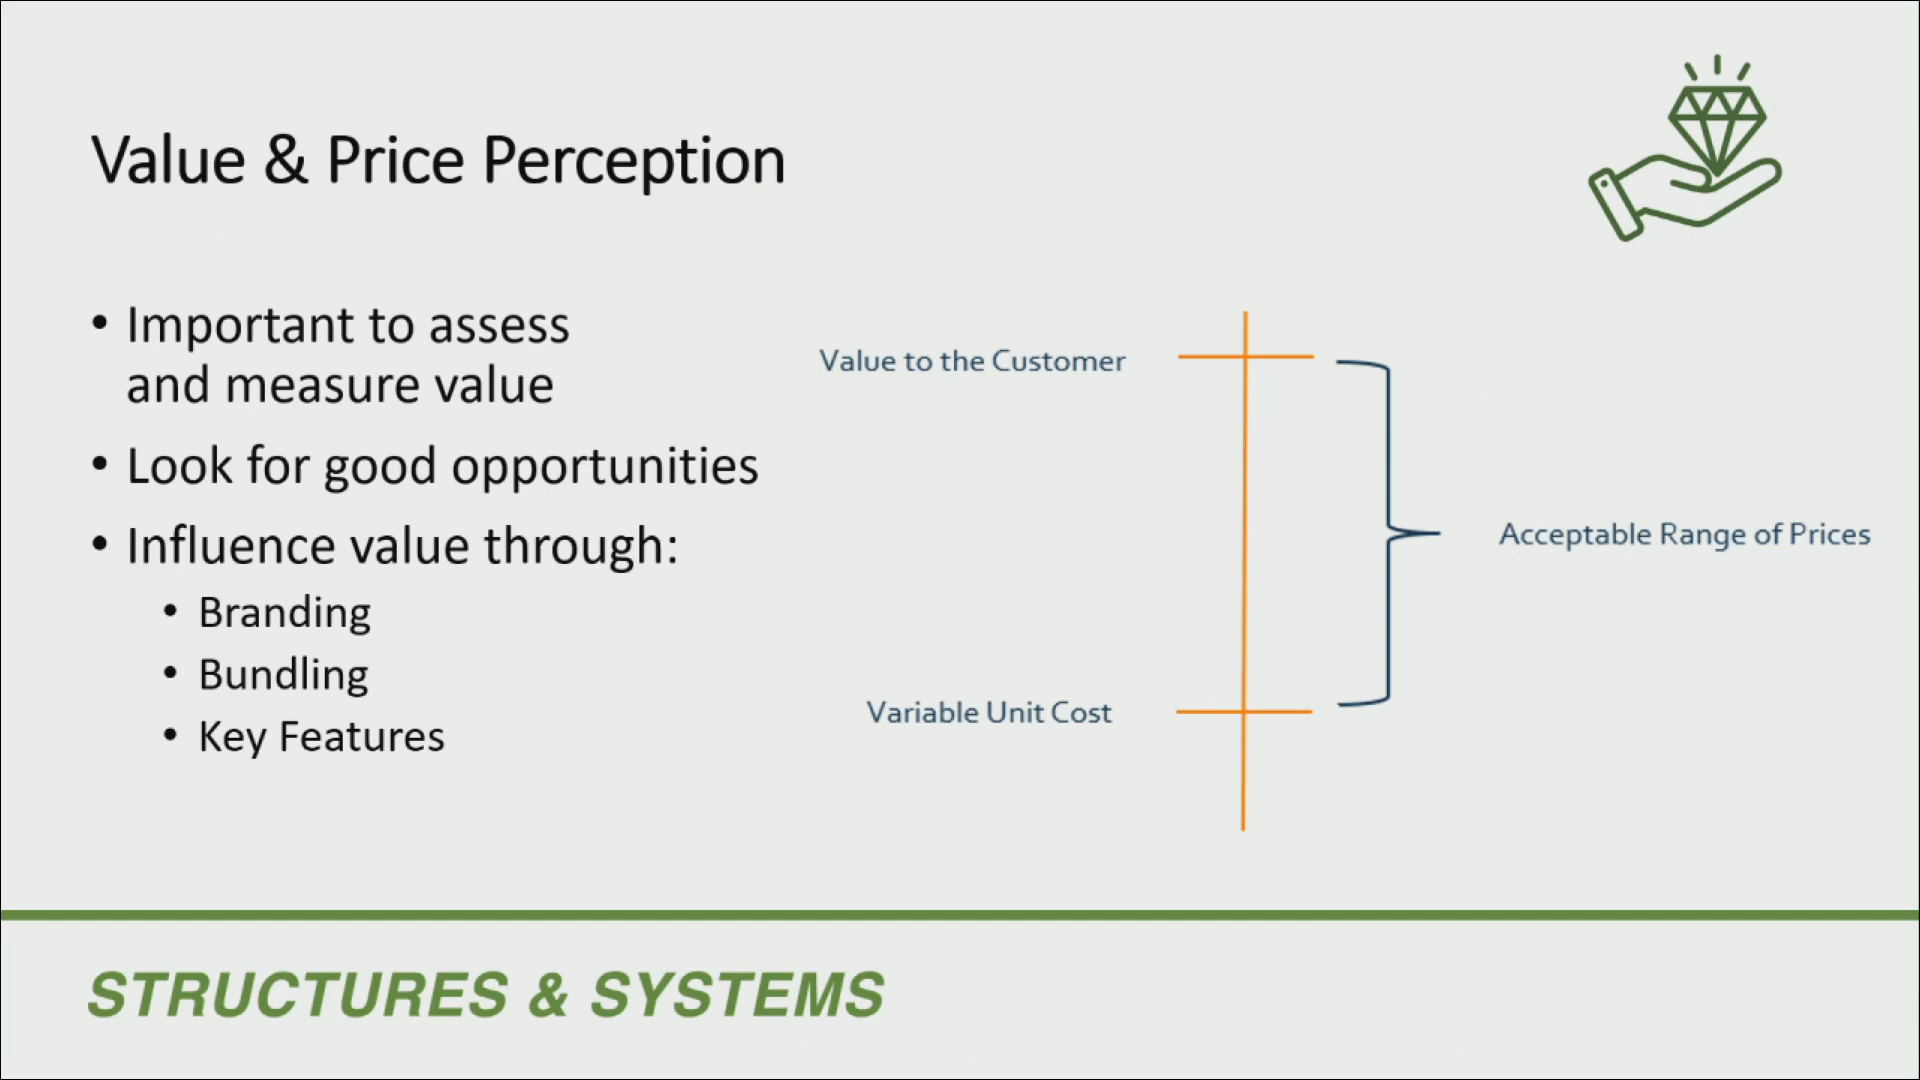 Value & Price Perception
• Important to assess
and measure value
• Look for good opportunities
• Influence value through:
• Branding
• Bundling
• Key Features
Value to the Customer
Acceptable Range of Prices
Variable Unit Cost
STRUCTURES & SYSTEMS